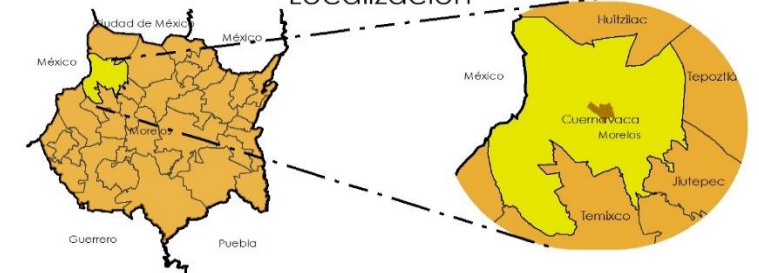 Localización
Ciudad de México
México
México
Morelos
Guerrero
Puebla
Huitzilac
México
Tepoztlá
Cuernavaca
Morelos
Jiutepec
Temixco